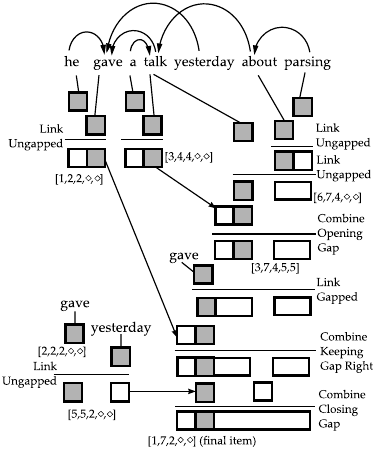 he gave a talk yesterday about parsing
Link
Ungapped
Link
Ungapped
[1,2,2,⋄,⋄]
[3,4,4,⋄,⋄]
Link
Ungapped
[6,7,4,⋄,⋄]
Combine
Opening
Gap
[3,7,4,5,5]
gave
Link
Gapped
gave
yesterday
[2,2,2,⋄,⋄]
Link
Ungapped
[5,5,2,⋄,⋄]
Combine
Keeping
Gap Right
Combine
Closing
Gap
[1,7,2,⋄,⋄] (final item)